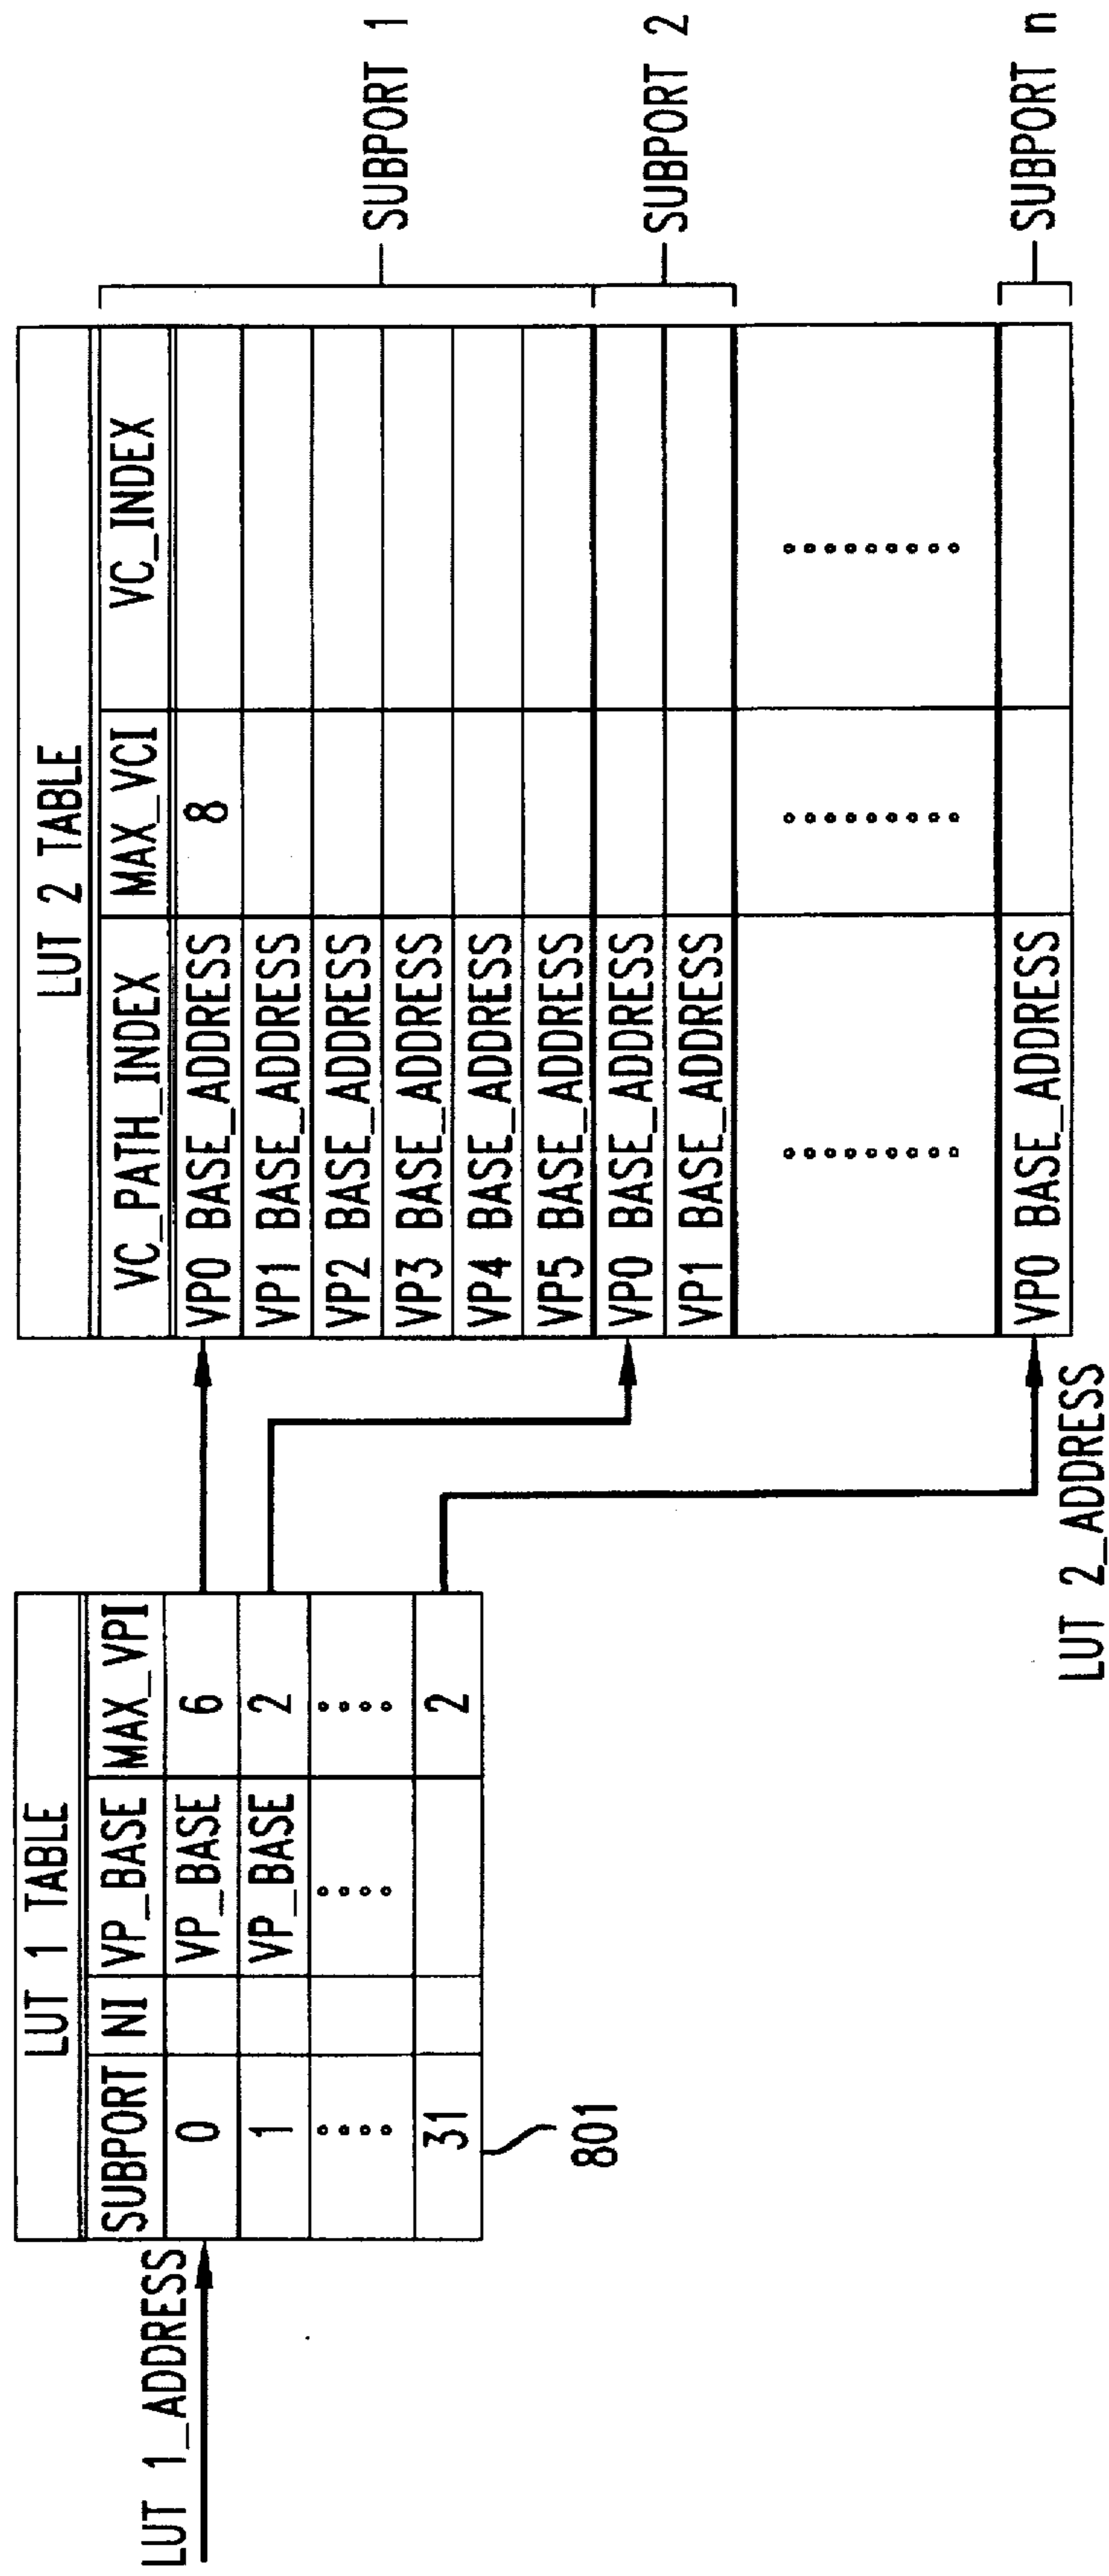 LUT 1 TABLE
SUBPORT NI VP_BASE MAX_VPI
0 VP_BASE 6
1 VP_BASE 2
31 2
801
LUT 1_ADDRESS
LUT 2 TABLE
VC_PATH_INDEX MAX_VCI VC_INDEX
VP0 BASE_ADDRESS 8
VP1 BASE_ADDRESS
VP2 BASE_ADDRESS
VP3 BASE_ADDRESS
VP4 BASE_ADDRESS
VP5 BASE_ADDRESS
VP0 BASE_ADDRESS
VP1 BASE_ADDRESS
VP0 BASE_ADDRESS
LUT 2_ADDRESS
SUBPORT 1
SUBPORT 2
SUBPORT n